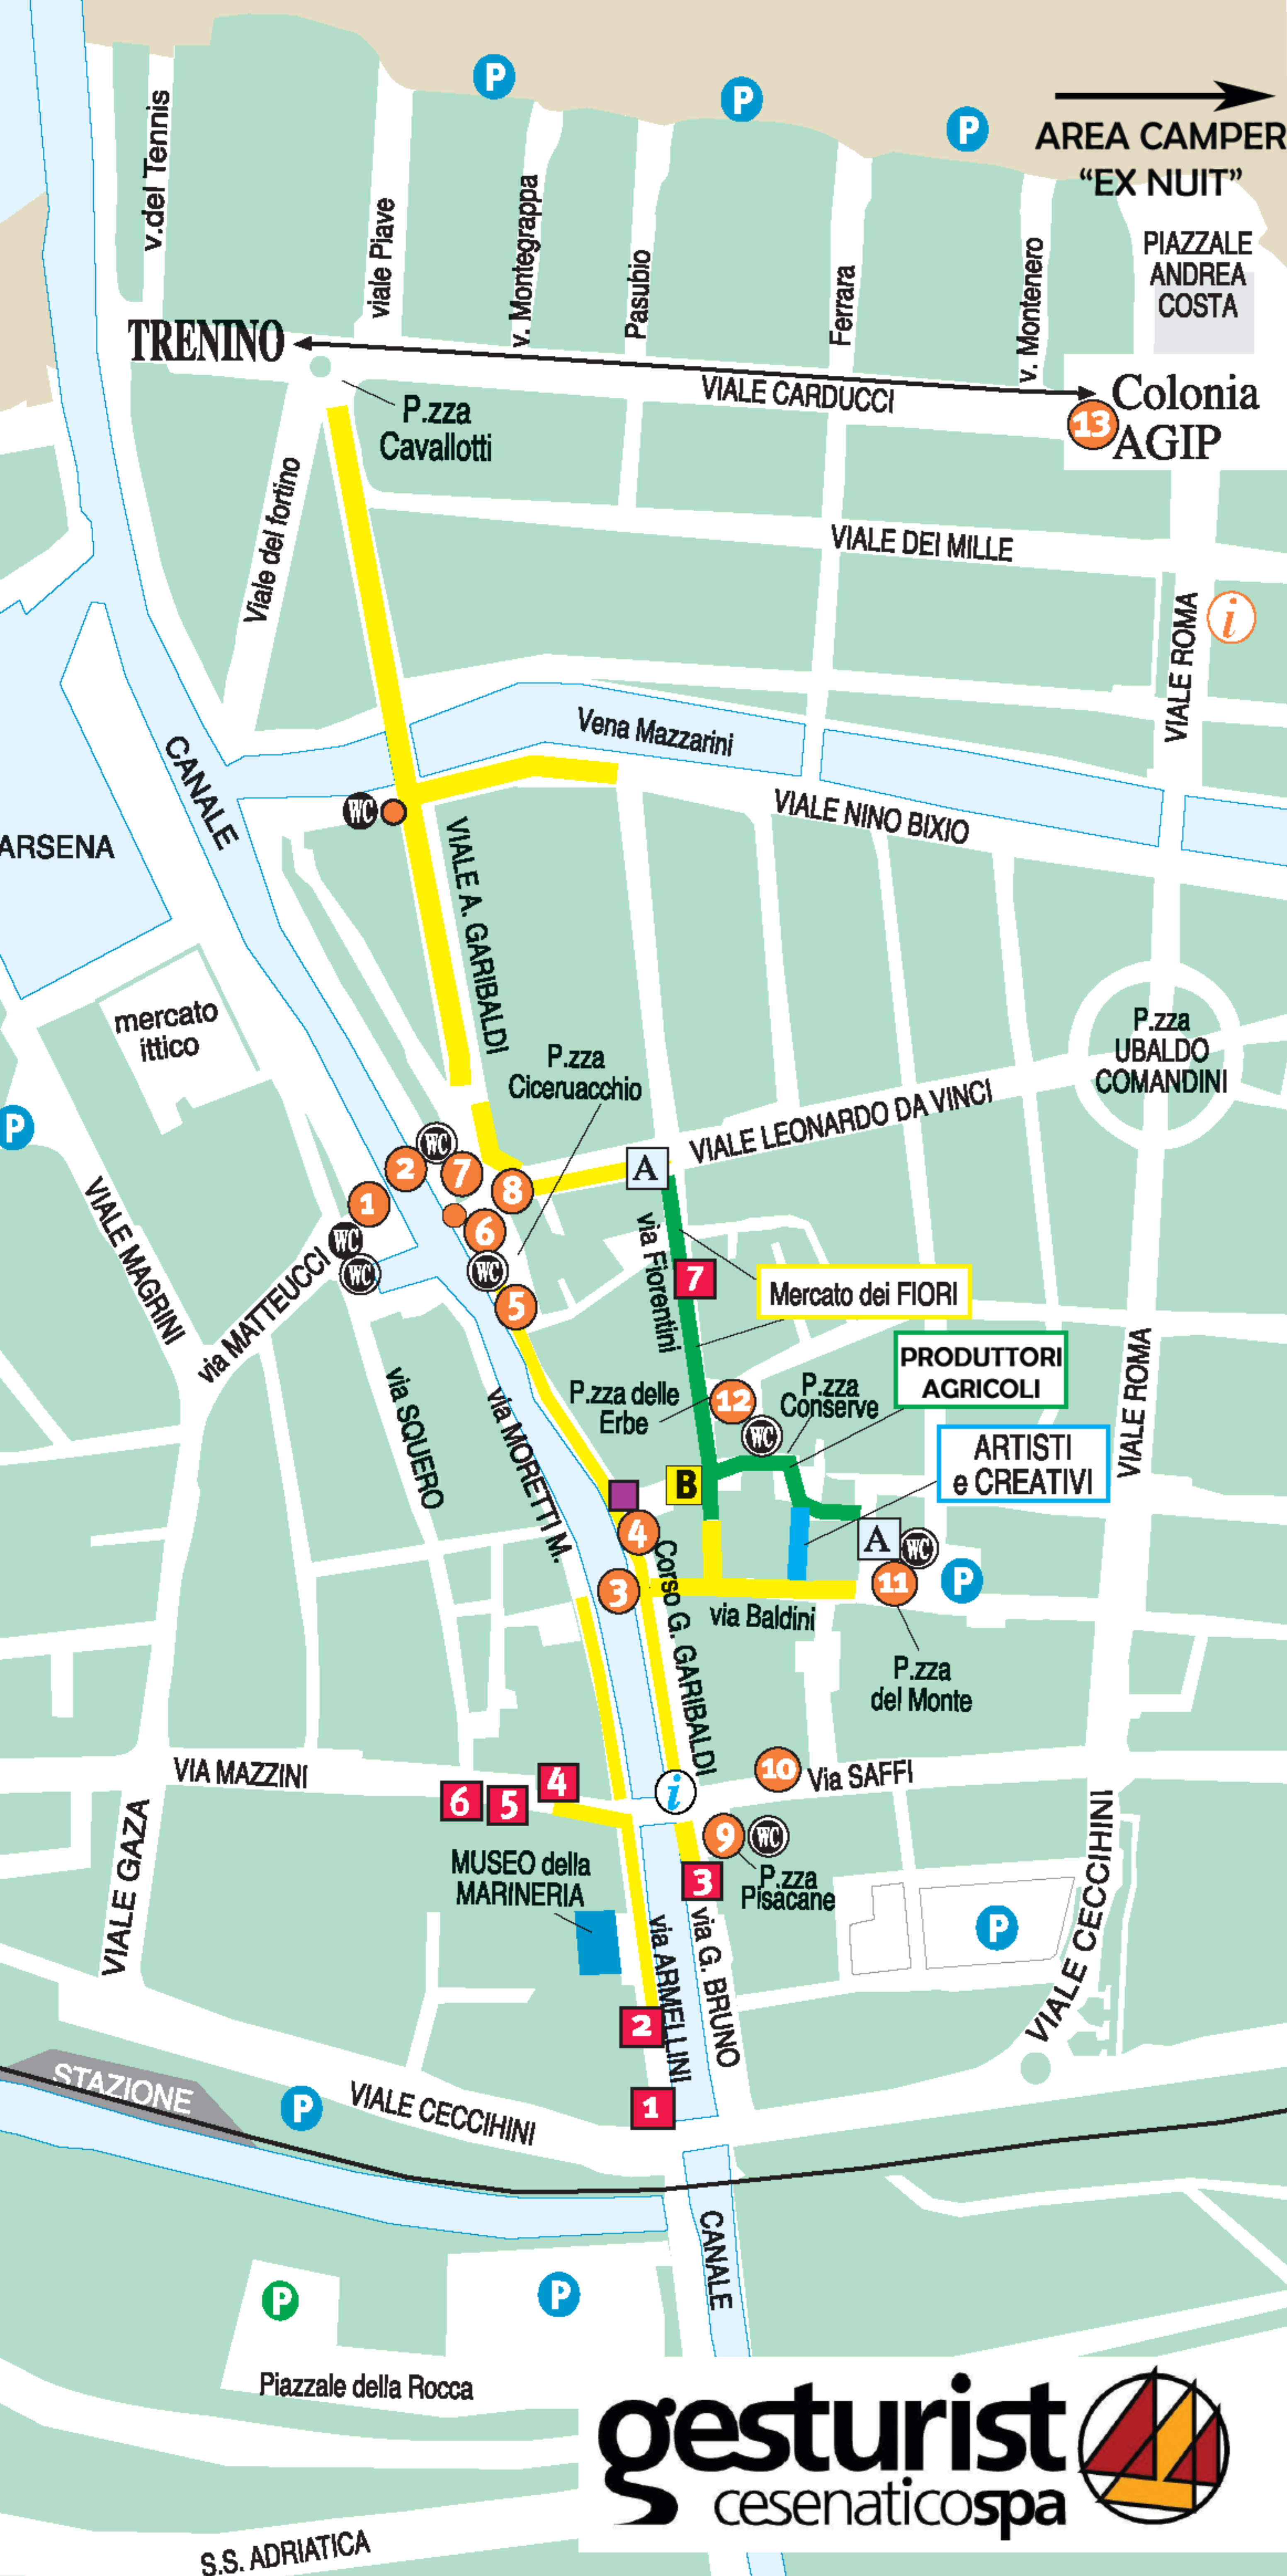 P
P
P
AREA CAMPER
“EX NUIT”
v.del Tennis
viale Piave
v. Montegrappa
Pasubio
Ferrara
v. Montenero
PIAZZALE
ANDREA
COSTA
TRENINO
VIALE CARDUCCI
Colonia
13
AGIP
P.zza
Cavallotti
Viale del fortino
VIALE DEI MILLE
VIALE ROMA
i
Vena Mazzarini
CANALE
VIALE NINO BIXIO
WC
ARSENA
VIALE A. GARIBALDI
mercato
ittico
P.zza
UBALDO
COMANDINI
P.zza
Ciceruacchio
VIALE LEONARDO DA VINCI
P
WC
2
7
8
A
1
6
WC
WC
WC
5
VIALE MAGRINI
via MATTEUCCI
via Fiorentini
7
Mercato dei FIORI
PRODUTTORI
AGRICOLI
VIALE ROMA
via SQUERO
via MORETTI M.
P.zza delle
Erbe
12
P.zza
Conserve
WC
ARTISTI
e CREATIVI
B
4
A
WC
3
11
P
Corso G. GARIBALDI
via Baldini
P.zza
del Monte
VIA MAZZINI
10
Via SAFFI
4
6
5
i
9
WC
VIALE GAZA
MUSEO della
MARINERIA
3
P.zza
Pisacane
P
VIALE CECCIHINI
via ARMELLINI
via G. BRUNO
2
STAZIONE
P
VIALE CECCIHINI
1
CANALE
P
P
Piazzale della Rocca
gesturist
cesenaticospa
S.S. ADRIATICA